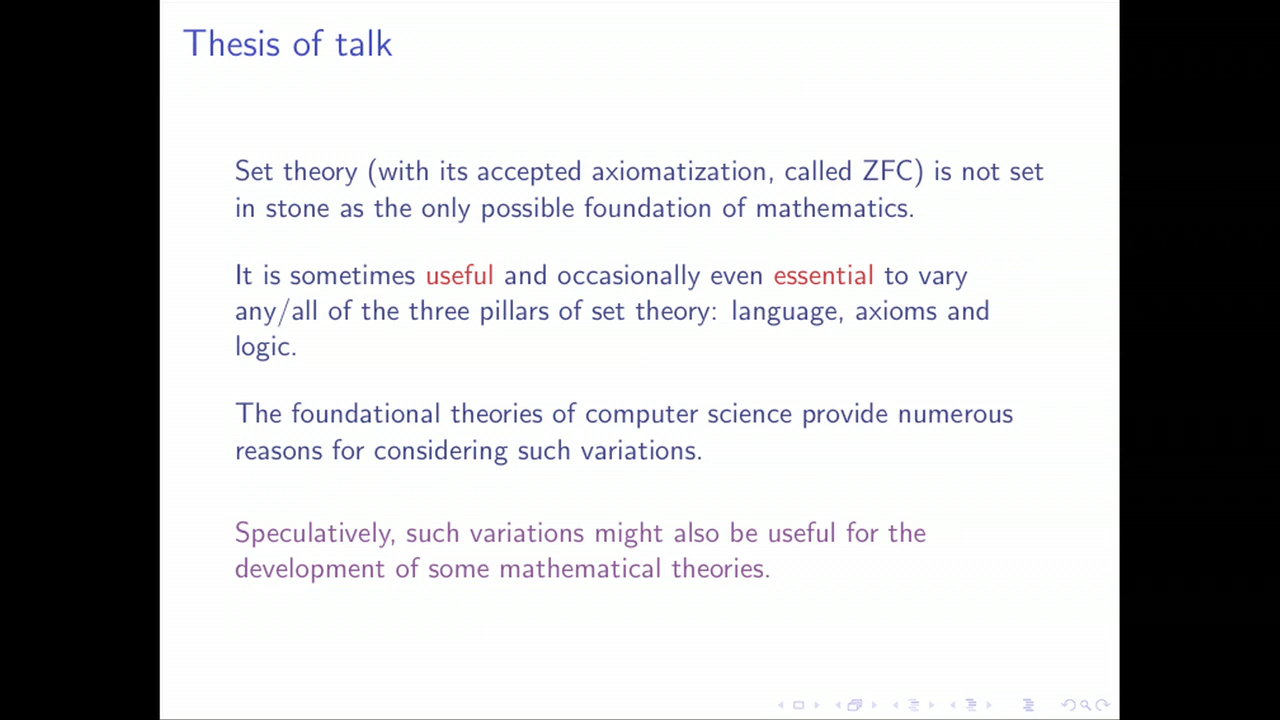 Thesis of talk
Set theory (with its accepted axiomatization, called ZFC) is not set
in stone as the only possible foundation of mathematics.
It is sometimes useful and occasionally even essential to vary
any/all of the three pillars of set theory: language, axioms and
logic.
The foundational theories of computer science provide numerous
reasons for considering such variations.
Speculatively, such variations might also be useful for the
development of some mathematical theories.